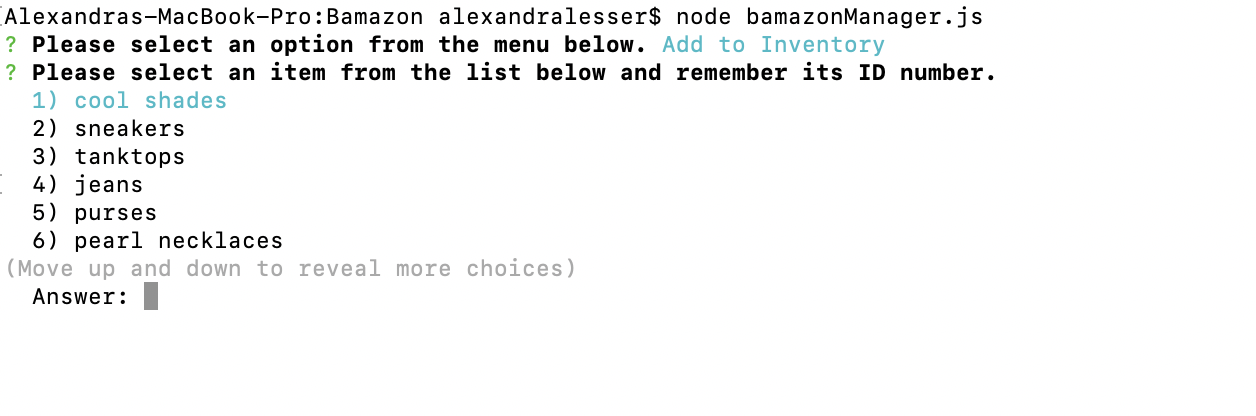 Alexandras-MacBook-Pro:Bamazon alexandralesser$ node bamazonManager.js
? Please select an option from the menu below. Add to Inventory
? Please select an item from the list below and remember its ID number.
1) cool shades
2) sneakers
3) tanktops
4) jeans
5) purses
6) pearl necklaces
(Move up and down to reveal more choices)
Answer: